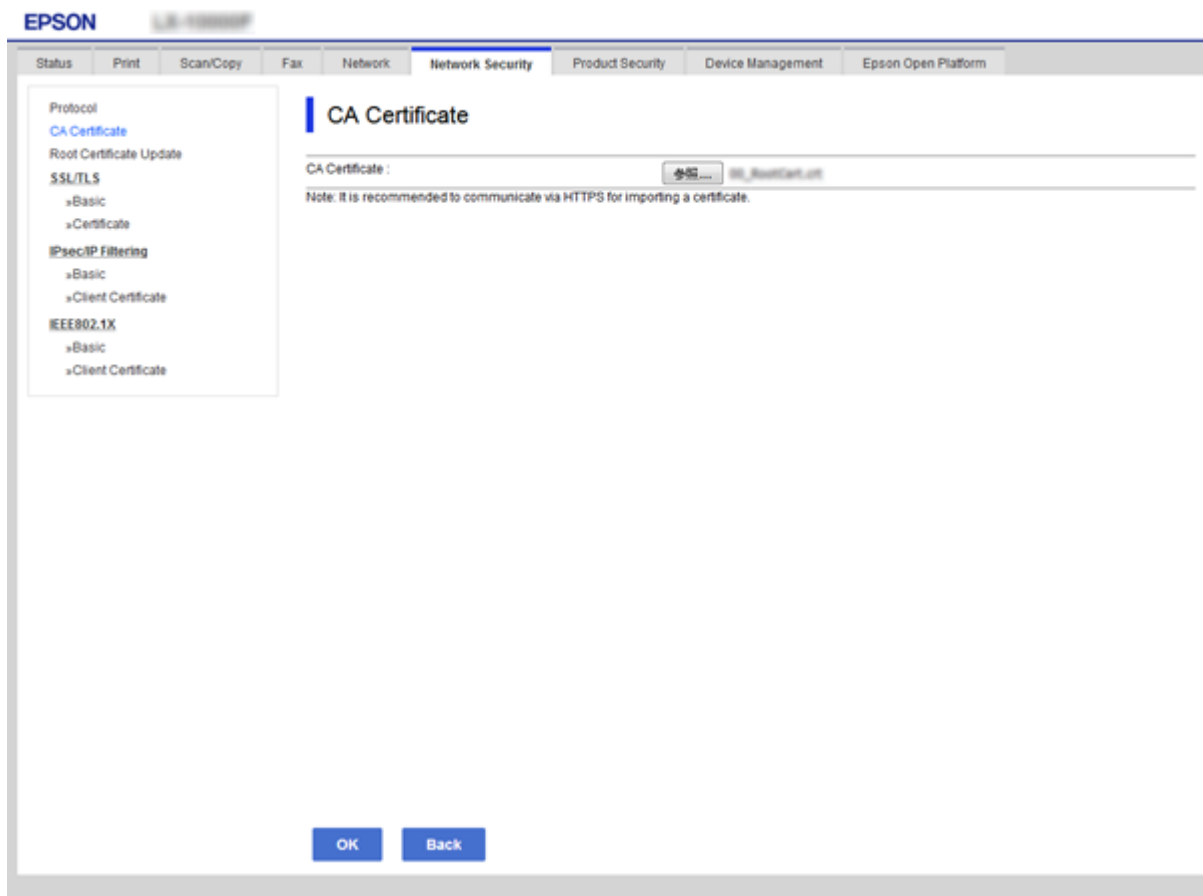 EPSON
Status Print Scan/Copy Fax Network Network Security Product Security Device Management Epson Open Platform
Protocol
CA Certificate
Root Certificate Update
SSL/TLS
»Basic
»Certificate
IPsec/IP Filtering
»Basic
»Client Certificate
IEEE802.1X
»Basic
»Client Certificate
CA Certificate
CA Certificate : 参照...
Note: It is recommended to communicate via HTTPS for importing a certificate.
OK Back